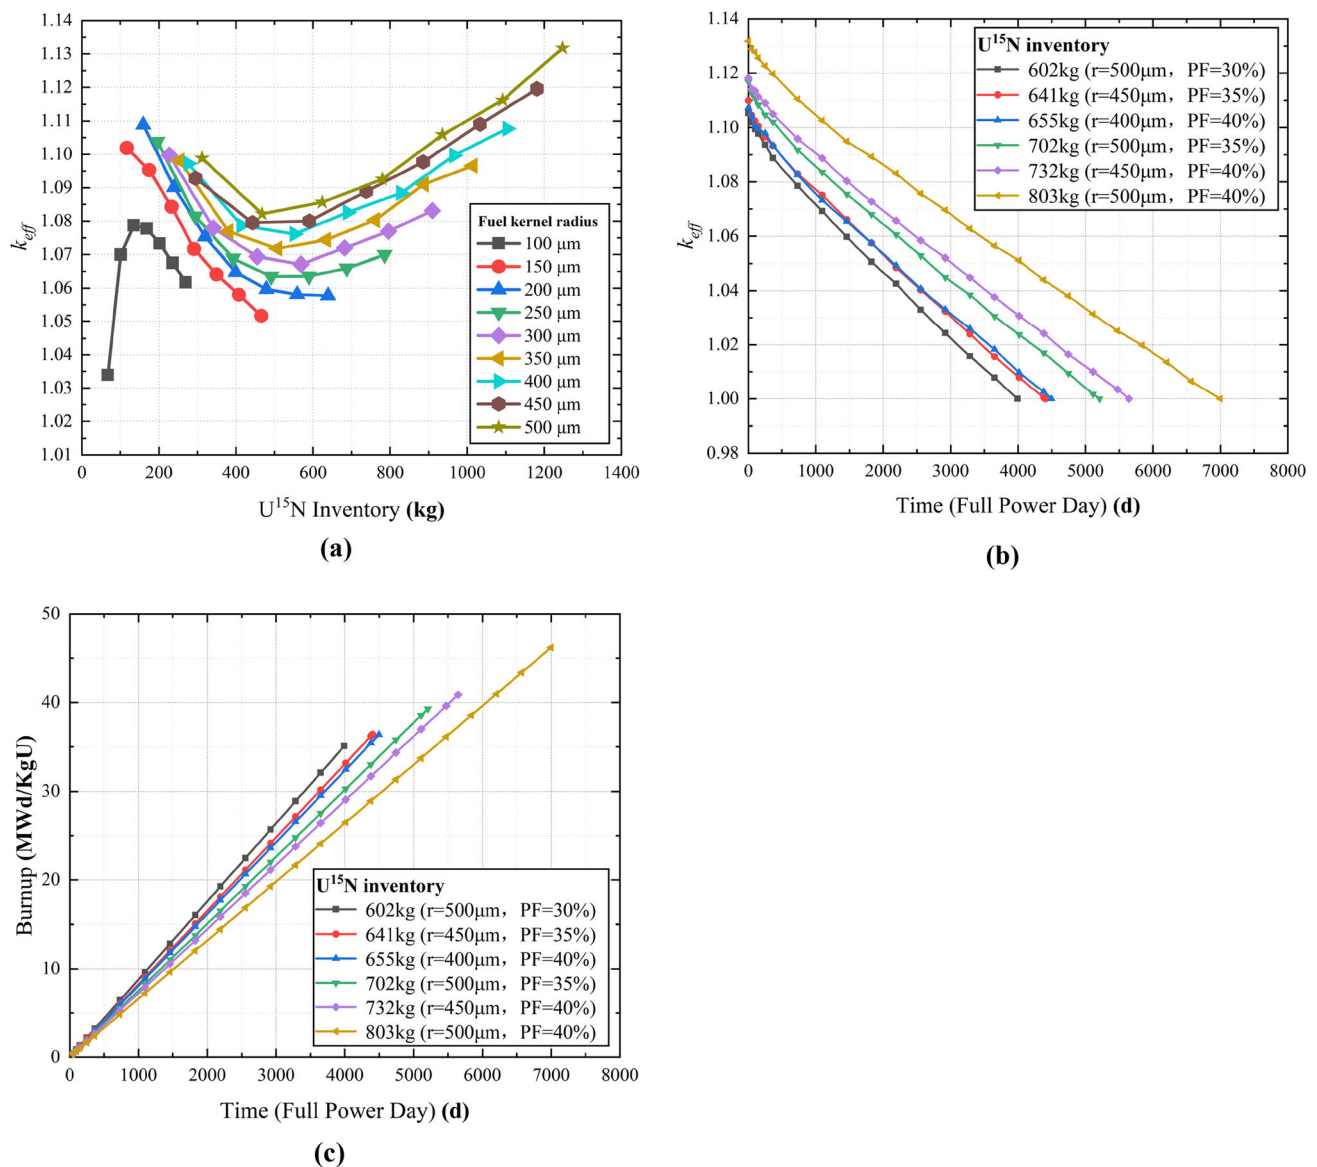 1.14
1.13
1.12
1.11
1.10
1.09
1.08
1.07
1.06
1.05
1.04
1.03
1.02
1.01
k_eff
0 200 400 600 800 1000 1200 1400
U¹⁵N Inventory (kg)
Fuel kernel radius
100 μm
150 μm
200 μm
250 μm
300 μm
350 μm
400 μm
450 μm
500 μm
(a)
1.14
1.12
1.10
1.08
1.06
1.04
1.02
1.00
0.98
k_eff
0 1000 2000 3000 4000 5000 6000 7000 8000
Time (Full Power Day) (d)
U¹⁵N inventory
602kg (r=500μm, PF=30%)
641kg (r=450μm, PF=35%)
655kg (r=400μm, PF=40%)
702kg (r=500μm, PF=35%)
732kg (r=450μm, PF=40%)
803kg (r=500μm, PF=40%)
(b)
50
40
30
20
10
0
Burnup (MWd/KgU)
0 1000 2000 3000 4000 5000 6000 7000 8000
Time (Full Power Day) (d)
U¹⁵N inventory
602kg (r=500μm, PF=30%)
641kg (r=450μm, PF=35%)
655kg (r=400μm, PF=40%)
702kg (r=500μm, PF=35%)
732kg (r=450μm, PF=40%)
803kg (r=500μm, PF=40%)
(c)